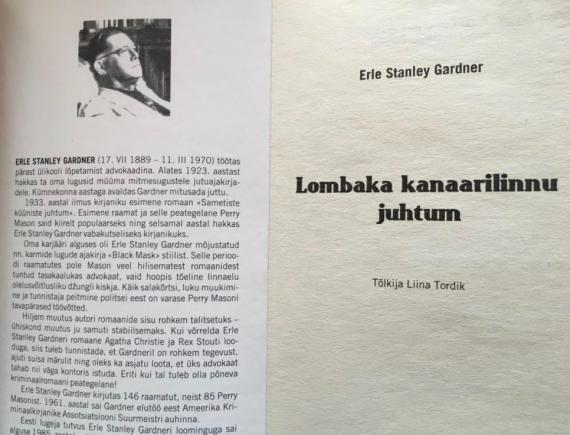 ERLE STANLEY GARDNER (17. VII 1889 – 11. III 1970) töötas
pärast ülikooli lõpetamist advokaadina. Alates 1923. aastast
hakkas ta oma lugusid müüma mitmesugustele jutuajakirja-
dele. Kümnekonna aastaga avaldas Gardner mitusada juttu.
1933. aastal ilmus kirjaniku esimene romaan «Sametiste
küüniste juhtum». Esimene raamat ja selle peategelane Perry
Mason said kiirelt populaarseks ning selsamal aastal hakkas
Erle Stanley Gardner vabakutseliseks kirjanikuks.
Oma karjääri alguses oli Erle Stanley Gardner mõjustatud
nn. karmide lugude ajakirja «Black Mask» stiilist. Selle perioo-
di raamatutes pole Mason veel hilisematest romaanidest
tuntud tasakaalukas advokaat, vaid hoopis tõeline linnaelu
olelusvõitlusliku džungli kiskja. Käik salakõrtsi, luku muukimi-
ne ja tunnistaja peitmine politsei eest on varase Perry Masoni
tavapärased töövõtted.
Hiljem muutus autori romaanide sisu rohkem talitsetuks –
ühiskond muutus ju samuti stabiilsemaks. Kui võrrelda Erle
Stanley Gardneri romaane Agatha Christie ja Rex Stouti loo-
duga, siis tuleb tunnistada, et Gardneril on rohkem tegevust,
ajuti suisa märulit ning oleks ka asjatu loota, et üks advokaat
tahab nii väga kontoris istuda. Eriti kui tal tuleb olla põneva
kriminaalromaani peategelane!
Erle Stanley Gardner kirjutas 146 raamatut, neist 85 Perry
Masonist. 1961. aastal sai Gardner elutöö eest Ameerika Kri-
minaalkirjanike Assotsiatsiooni Suurmeistri auhinna.
Eesti lugeja tutvus Erle Stanley Gardneri loominguga sai
alguse 1985. aastal,
Erle Stanley Gardner
Lombaka kanaarilinnu
juhtum
Tõlkija Liina Tordik